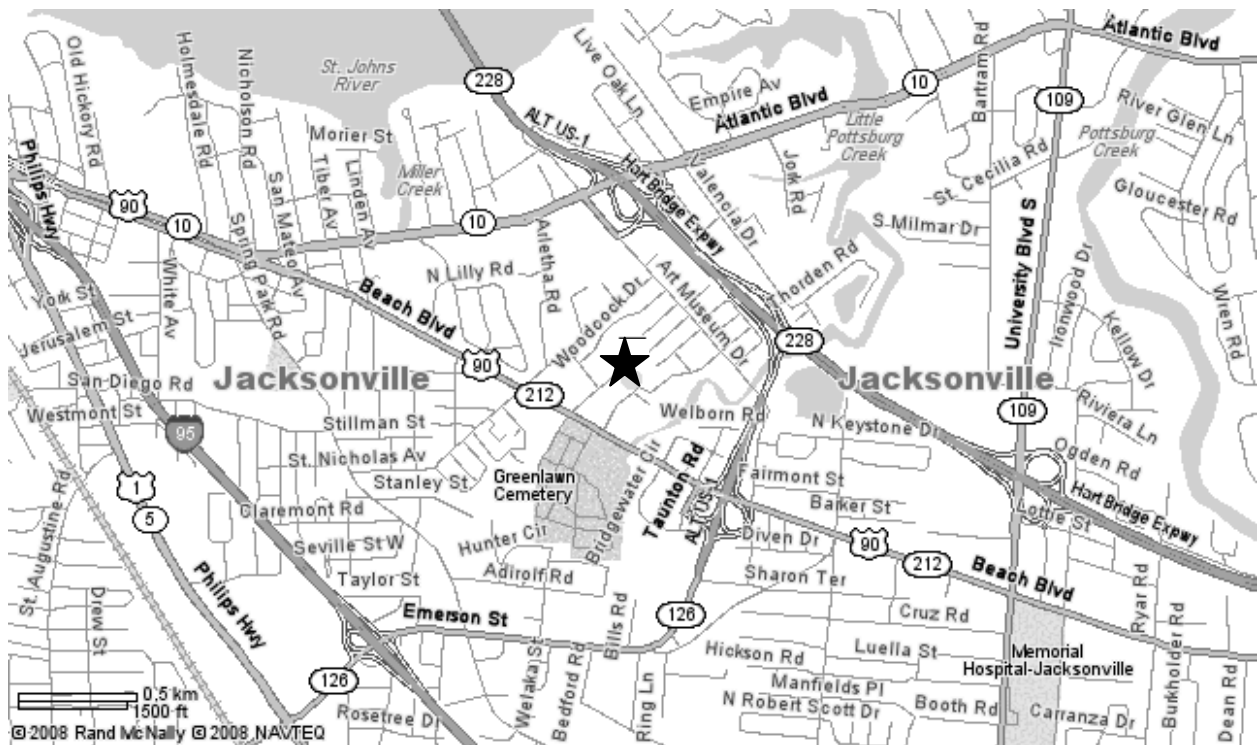 Atlantic Blvd
Old Hickory Rd
Holmesdale Rd
Nicholson Rd
St. Johns
River
228
Live Oak Ln
10
Bartram Rd
109
Empire Av
River Glen Ln
Atlantic Blvd
ALT US-1
Little
Pottsburg
Creek
Pottsburg
Creek
Morier St
Philips Hwy
Tiber Av
Linden Av
Miller
Creek
Hart Bridge Expwy
Jork Rd
St. Cecilia Rd
90
10
San Mateo Av
Spring Park Rd
10
Arletha Rd
Valencia Dr
S Milmar Dr
University Blvd S
Gloucester Rd
White Av
N Lilly Rd
Thorden Rd
Ironwood Dr
York St
Beach Blvd
Woodcock Dr
Art Museum Dr
Wren Rd
Jerusalem St
228
Kellow Dr
90
San Diego Rd
Jacksonville
212
Jacksonville
Westmont St
Stillman St
Welborn Rd
109
Riviera Ln
95
N Keystone Dr
St. Nicholas Av
Ogden Rd
Stanley St
Greenlawn
Cemetery
Bridgewater Cir
Taunton Rd
Fairmont St
1
5
ALT US-1
Barker St
Lottie St
Hart Bridge Expwy
St. Augustine Rd
Claremont Rd
Hunter Cir
Diven Dr
90
Seville St W
212
Beach Blvd
Adirolf Rd
Sharon Ter
Taylor St
Drew St
Philips Hwy
Emerson St
126
Cruz Rd
Ryar Rd
Bills Rd
Luella St
Hickson Rd
Memorial
Hospital-Jacksonville
126
Welaka St
Bedford Rd
Ring Ln
Manfields Pl
Burkholder Rd
Dean Rd
0.5 km
1500 ft
Rosetree Dr
N Robert Scott Dr
Booth Rd
Carranza Dr
© 2008 Rand McNally © 2008 NAVTEQ